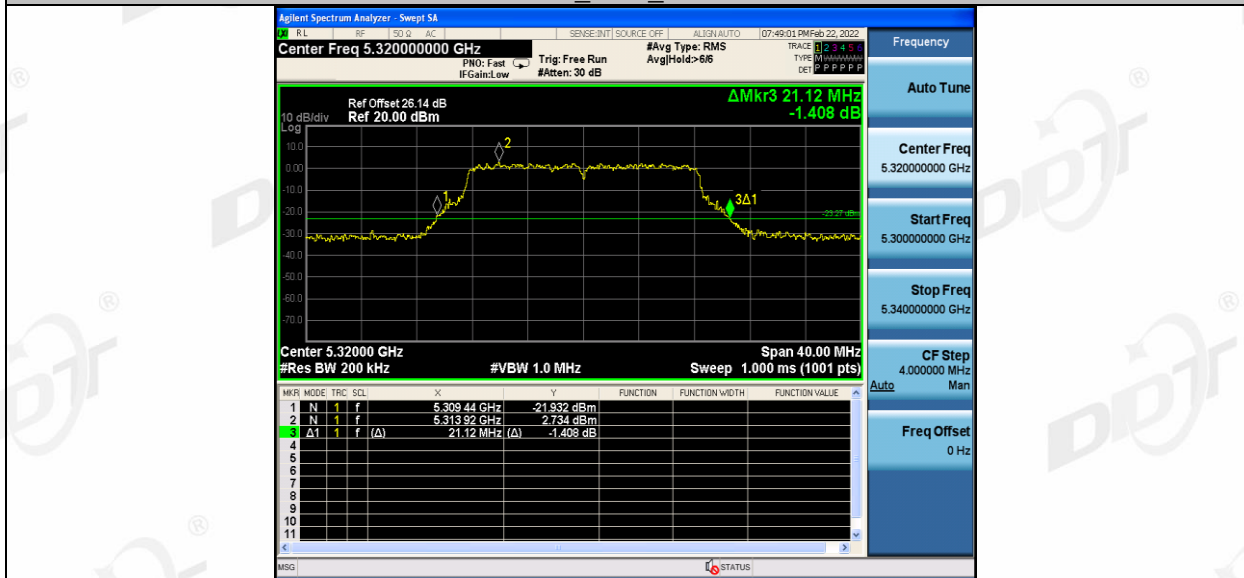 Agilent Spectrum Analyzer - Swept SA
RL RF 50 Ω AC SENSE:INT SOURCE OFF ALIGN AUTO 07:49:01 PM Feb 22, 2022
Center Freq 5.320000000 GHz
PNO: Fast
IFGain:Low
Trig: Free Run
#Atten: 30 dB
#Avg Type: RMS
Avg|Hold:>6/6
TRACE 1 2 3 4 5 6
TYPE M
DET P P P P P P
Frequency
Auto Tune
Center Freq
5.320000000 GHz
Start Freq
5.300000000 GHz
Stop Freq
5.340000000 GHz
CF Step
4.000000 MHz
Auto Man
Freq Offset
0 Hz
ΔMkr3 21.12 MHz
-1.408 dB
Ref Offset 26.14 dB
10 dB/div Ref 20.00 dBm
Log
10.0
0.00
-10.0
-20.0
-30.0
-40.0
-50.0
-60.0
-70.0
2
1
3Δ1
-23.27 dBm
Center 5.32000 GHz Span 40.00 MHz
#Res BW 200 kHz #VBW 1.0 MHz Sweep 1.000 ms (1001 pts)
MKR MODE TRC SCL X Y FUNCTION FUNCTION WIDTH FUNCTION VALUE
1 N 1 f 5.309 44 GHz -21.932 dBm
2 N 1 f 5.313 92 GHz 2.734 dBm
3 Δ1 1 f (Δ) 21.12 MHz (Δ) -1.408 dB
4
5
6
7
8
9
10
11
MSG STATUS
DDT
®